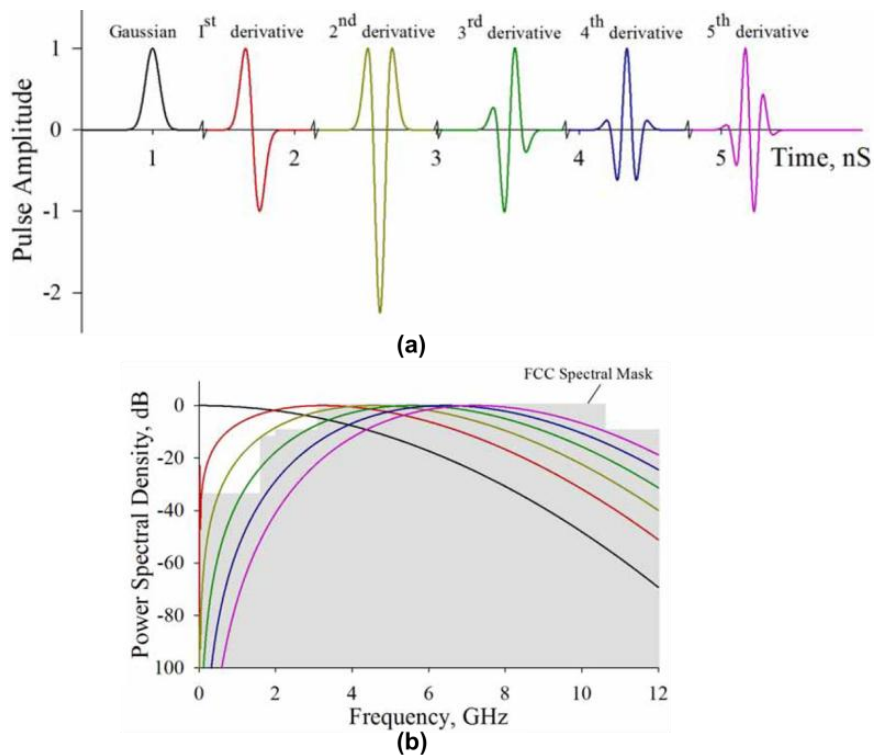 Gaussian 1st derivative 2nd derivative 3rd derivative 4th derivative 5th derivative
1
0
-1
-2
Pulse Amplitude
1 2 3 4 5 Time, nS
(a)
FCC Spectral Mask
0
-20
-40
-60
-80
100
Power Spectral Density, dB
0 2 4 6 8 10 12
Frequency, GHz
(b)